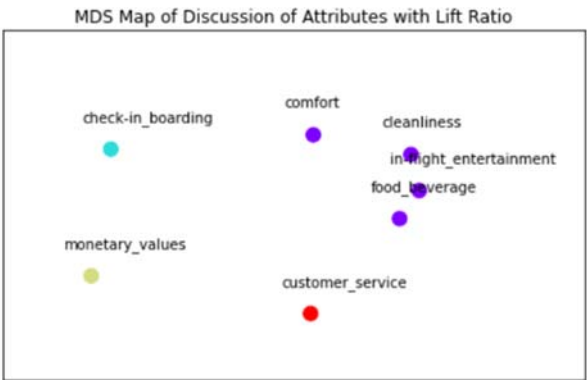 MDS Map of Discussion of Attributes with Lift Ratio
comfort
check-in_boarding
cleanliness
in-flight_entertainment
food_beverage
monetary_values
customer_service